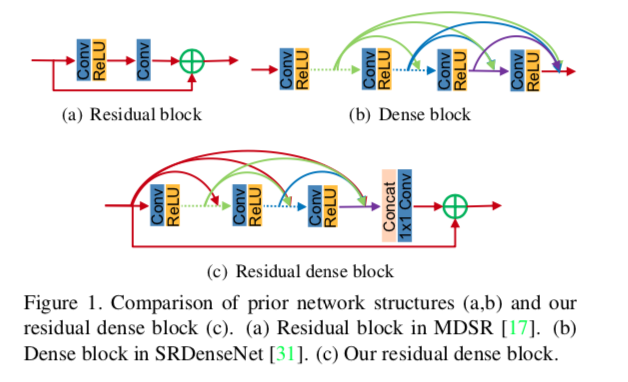 Conv
ReLU
Conv
Conv
ReLU
Conv
ReLU
Conv
ReLU
Conv
ReLU
(a) Residual block
(b) Dense block
Conv
ReLU
Conv
ReLU
Conv
ReLU
Concat
1x1 Conv
(c) Residual dense block
Figure 1. Comparison of prior network structures (a,b) and our
residual dense block (c). (a) Residual block in MDSR [17]. (b)
Dense block in SRDenseNet [31]. (c) Our residual dense block.